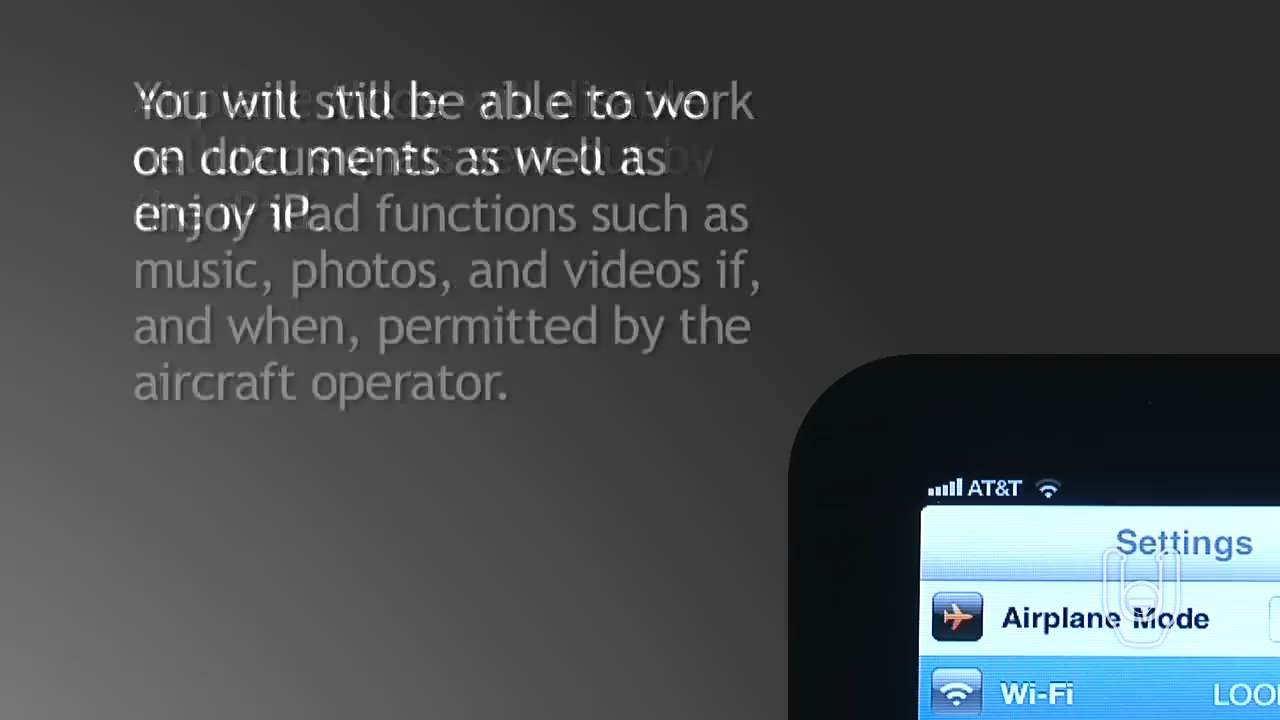 You will still be able to work
on documents as well as
enjoy iPad functions such as
music, photos, and videos if,
and when, permitted by the
aircraft operator.
AT&T
Settings
Airplane Mode
Wi-Fi